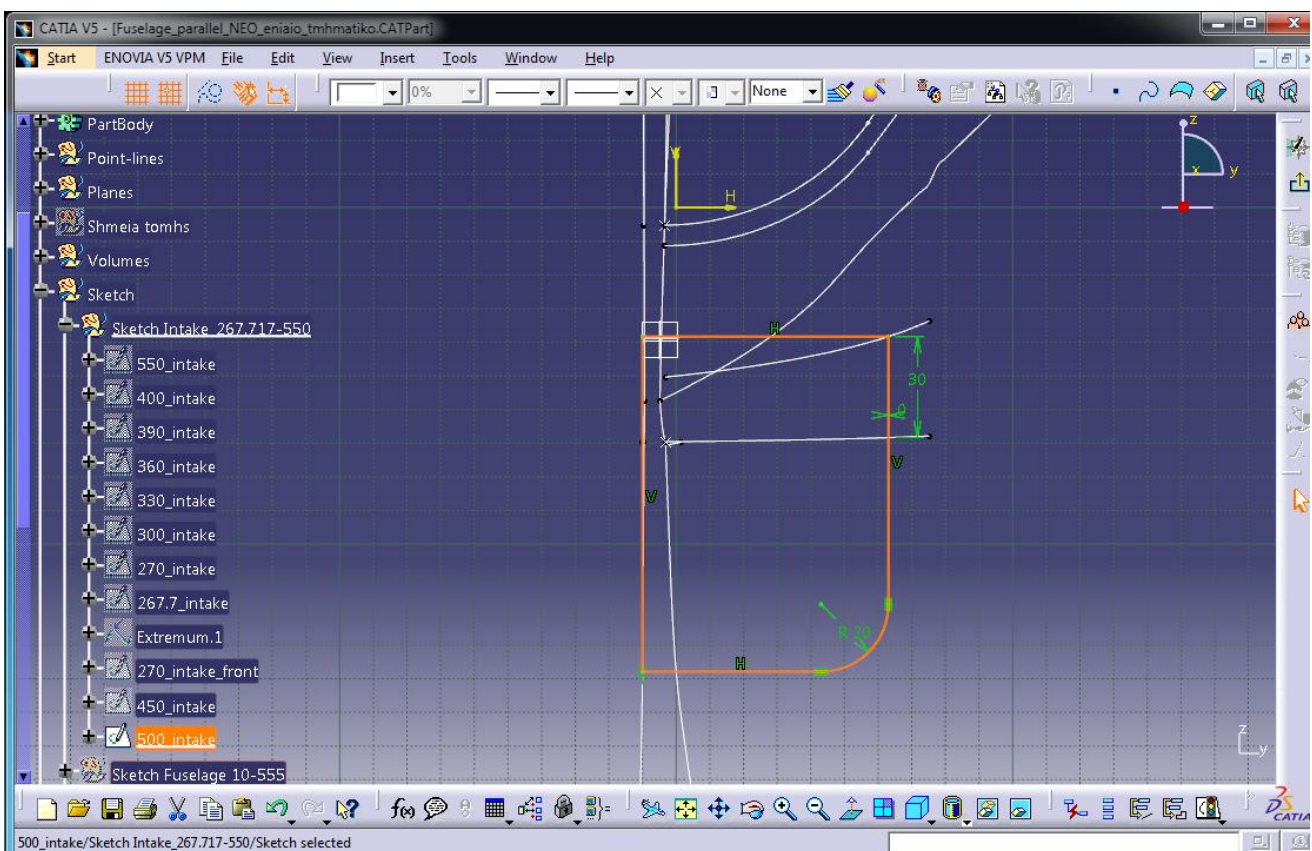 CATIA V5 - [Fuselage_parallel_NEO_eniaio_tmhmatiko.CATPart]
Start ENOVIA V5 VPM File Edit View Insert Tools Window Help
0% None
PartBody
Point-lines
Planes
Shmeia tomhs
Volumes
Sketch
Sketch Intake_267.717-550
550_intake
400_intake
390_intake
360_intake
330_intake
300_intake
270_intake
267.7_intake
Extremum.1
270_intake_front
450_intake
500_intake
Sketch Fuselage 10-555
V
H
z
x y
H
30
V
V
R 20
H
z
y
f(x)
CATIA
500_intake/Sketch Intake_267.717-550/Sketch selected